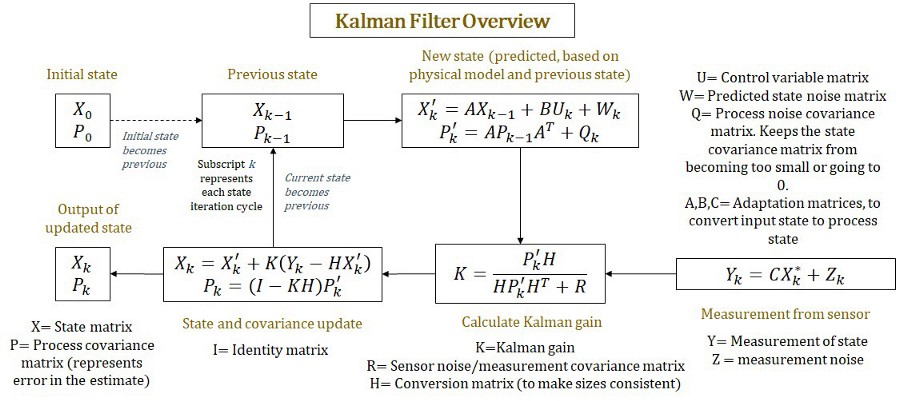 Kalman Filter Overview
Initial state
X₀
P₀
Initial state
becomes
previous
Previous state
Xₖ₋₁
Pₖ₋₁
Subscript k
represents
each state
iteration cycle
Current state
becomes
previous
New state (predicted, based on
physical model and previous state)
X′ₖ = AXₖ₋₁ + BUₖ + Wₖ
P′ₖ = APₖ₋₁Aᵀ + Qₖ
U= Control variable matrix
W= Predicted state noise matrix
Q= Process noise covariance
matrix. Keeps the state
covariance matrix from
becoming too small or going to
0.
A,B,C= Adaptation matrices, to
convert input state to process
state
Output of
updated state
Xₖ
Pₖ
X= State matrix
P= Process covariance
matrix (represents
error in the estimate)
Xₖ = X′ₖ + K(Yₖ − HX′ₖ)
Pₖ = (I − KH)P′ₖ
State and covariance update
I= Identity matrix
K = P′ₖH / HP′ₖHᵀ + R
Calculate Kalman gain
K=Kalman gain
R= Sensor noise/measurement covariance matrix
H= Conversion matrix (to make sizes consistent)
Yₖ = CX*ₖ + Zₖ
Measurement from sensor
Y= Measurement of state
Z = measurement noise